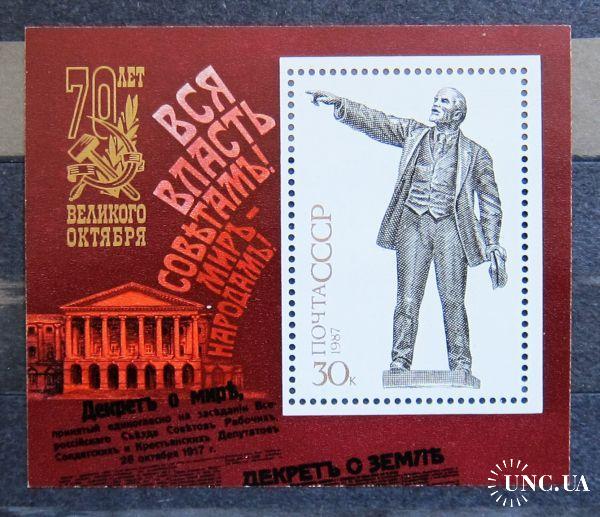 70 ЛЕТ
ВЕЛИКОГО
ОКТЯБРЯ
ВСЯ
ВЛАСТЬ
СОВѢТАМЪ!
МИРЪ-
НАРОДАМЪ!
Декретъ о мирѣ,
принятый единогласно на засѣданіи Все-
россійскаго Съѣзда Совѣтовъ Рабочихъ,
Солдатскихъ и Крестьянскихъ Депутатовъ
26 октября 1917 г.
ДЕКРЕТЪ О ЗЕМЛѢ
ПОЧТА СССР
1987
30к
UNC.UA